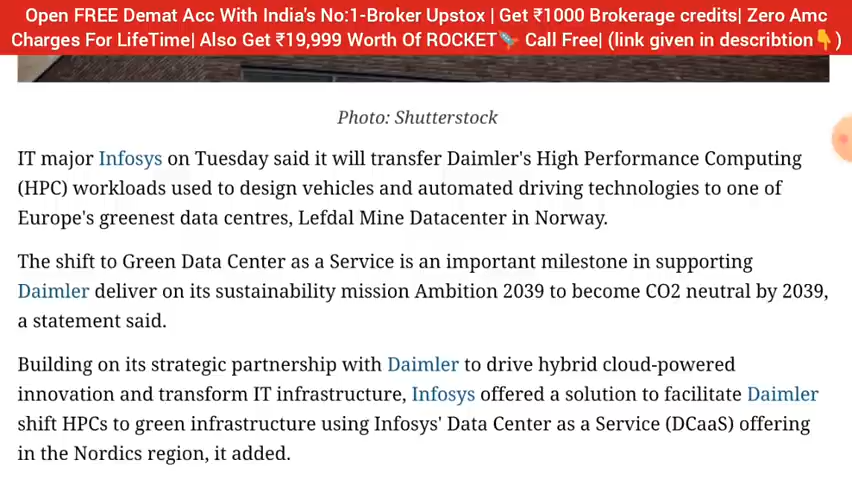 Open FREE Demat Acc With India's No:1-Broker Upstox | Get ₹1000 Brokerage credits| Zero Amc
Charges For LifeTime| Also Get ₹19,999 Worth Of ROCKET🚀 Call Free| (link given in describtion👇)
Photo: Shutterstock
IT major Infosys on Tuesday said it will transfer Daimler's High Performance Computing
(HPC) workloads used to design vehicles and automated driving technologies to one of
Europe's greenest data centres, Lefdal Mine Datacenter in Norway.
The shift to Green Data Center as a Service is an important milestone in supporting
Daimler deliver on its sustainability mission Ambition 2039 to become CO2 neutral by 2039,
a statement said.
Building on its strategic partnership with Daimler to drive hybrid cloud-powered
innovation and transform IT infrastructure, Infosys offered a solution to facilitate Daimler
shift HPCs to green infrastructure using Infosys' Data Center as a Service (DCaaS) offering
in the Nordics region, it added.